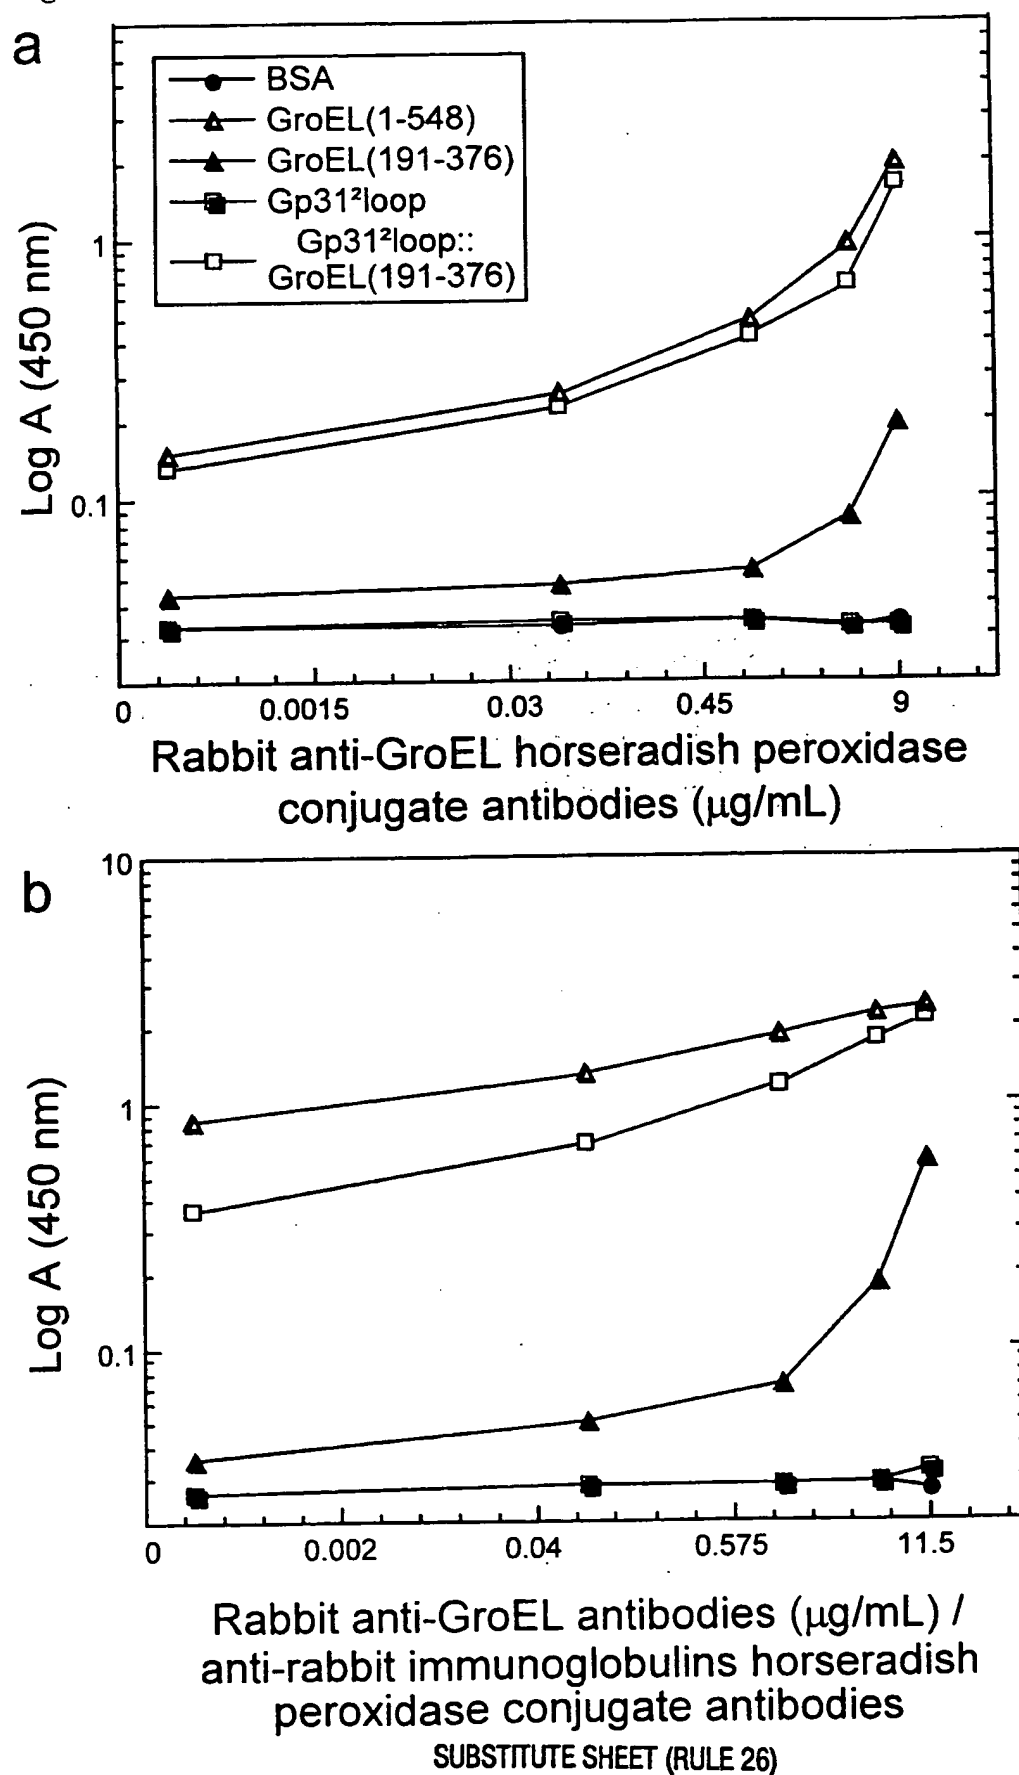 a
BSA
GroEL(1-548)
GroEL(191-376)
Gp31²loop
Gp31²loop::
GroEL(191-376)
Log A (450 nm)
1
0.1
0
0.0015
0.03
0.45
9
Rabbit anti-GroEL horseradish peroxidase
conjugate antibodies (µg/mL)
b
Log A (450 nm)
10
1
0.1
0
0.002
0.04
0.575
11.5
Rabbit anti-GroEL antibodies (µg/mL) /
anti-rabbit immunoglobulins horseradish
peroxidase conjugate antibodies
SUBSTITUTE SHEET (RULE 26)